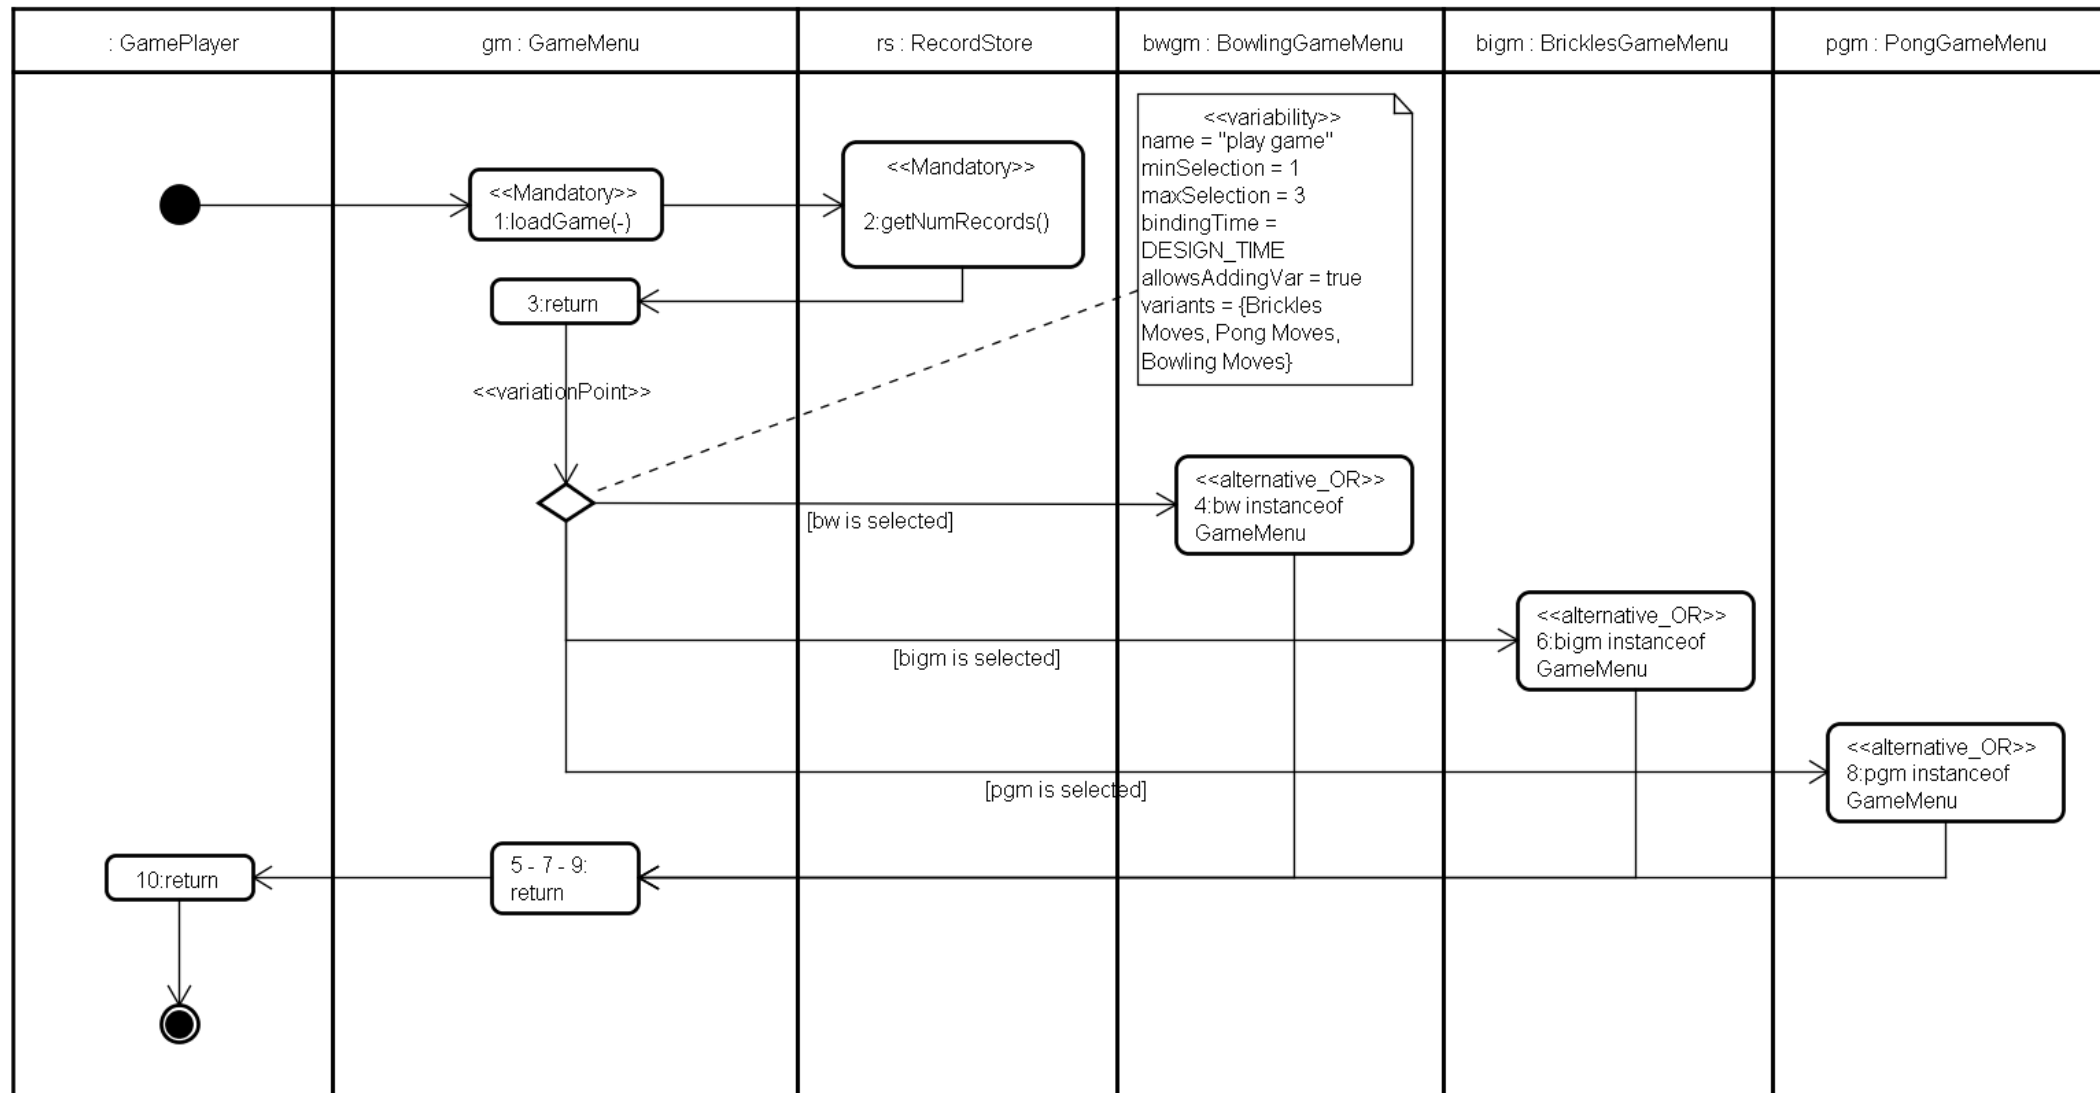 : GamePlayer
gm : GameMenu
rs : RecordStore
bwgm : BowlingGameMenu
bigm : BricklesGameMenu
pgm : PongGameMenu
<<variability>>
name = "play game"
minSelection = 1
maxSelection = 3
bindingTime =
DESIGN_TIME
allowsAddingVar = true
variants = {Brickles
Moves, Pong Moves,
Bowling Moves}
<<Mandatory>>
1:loadGame(-)
<<Mandatory>>
2:getNumRecords()
3:return
<<variationPoint>>
[bw is selected]
<<alternative_OR>>
4:bw instanceof
GameMenu
[bigm is selected]
<<alternative_OR>>
6:bigm instanceof
GameMenu
[pgm is selected]
<<alternative_OR>>
8:pgm instanceof
GameMenu
5 - 7 - 9:
return
10:return